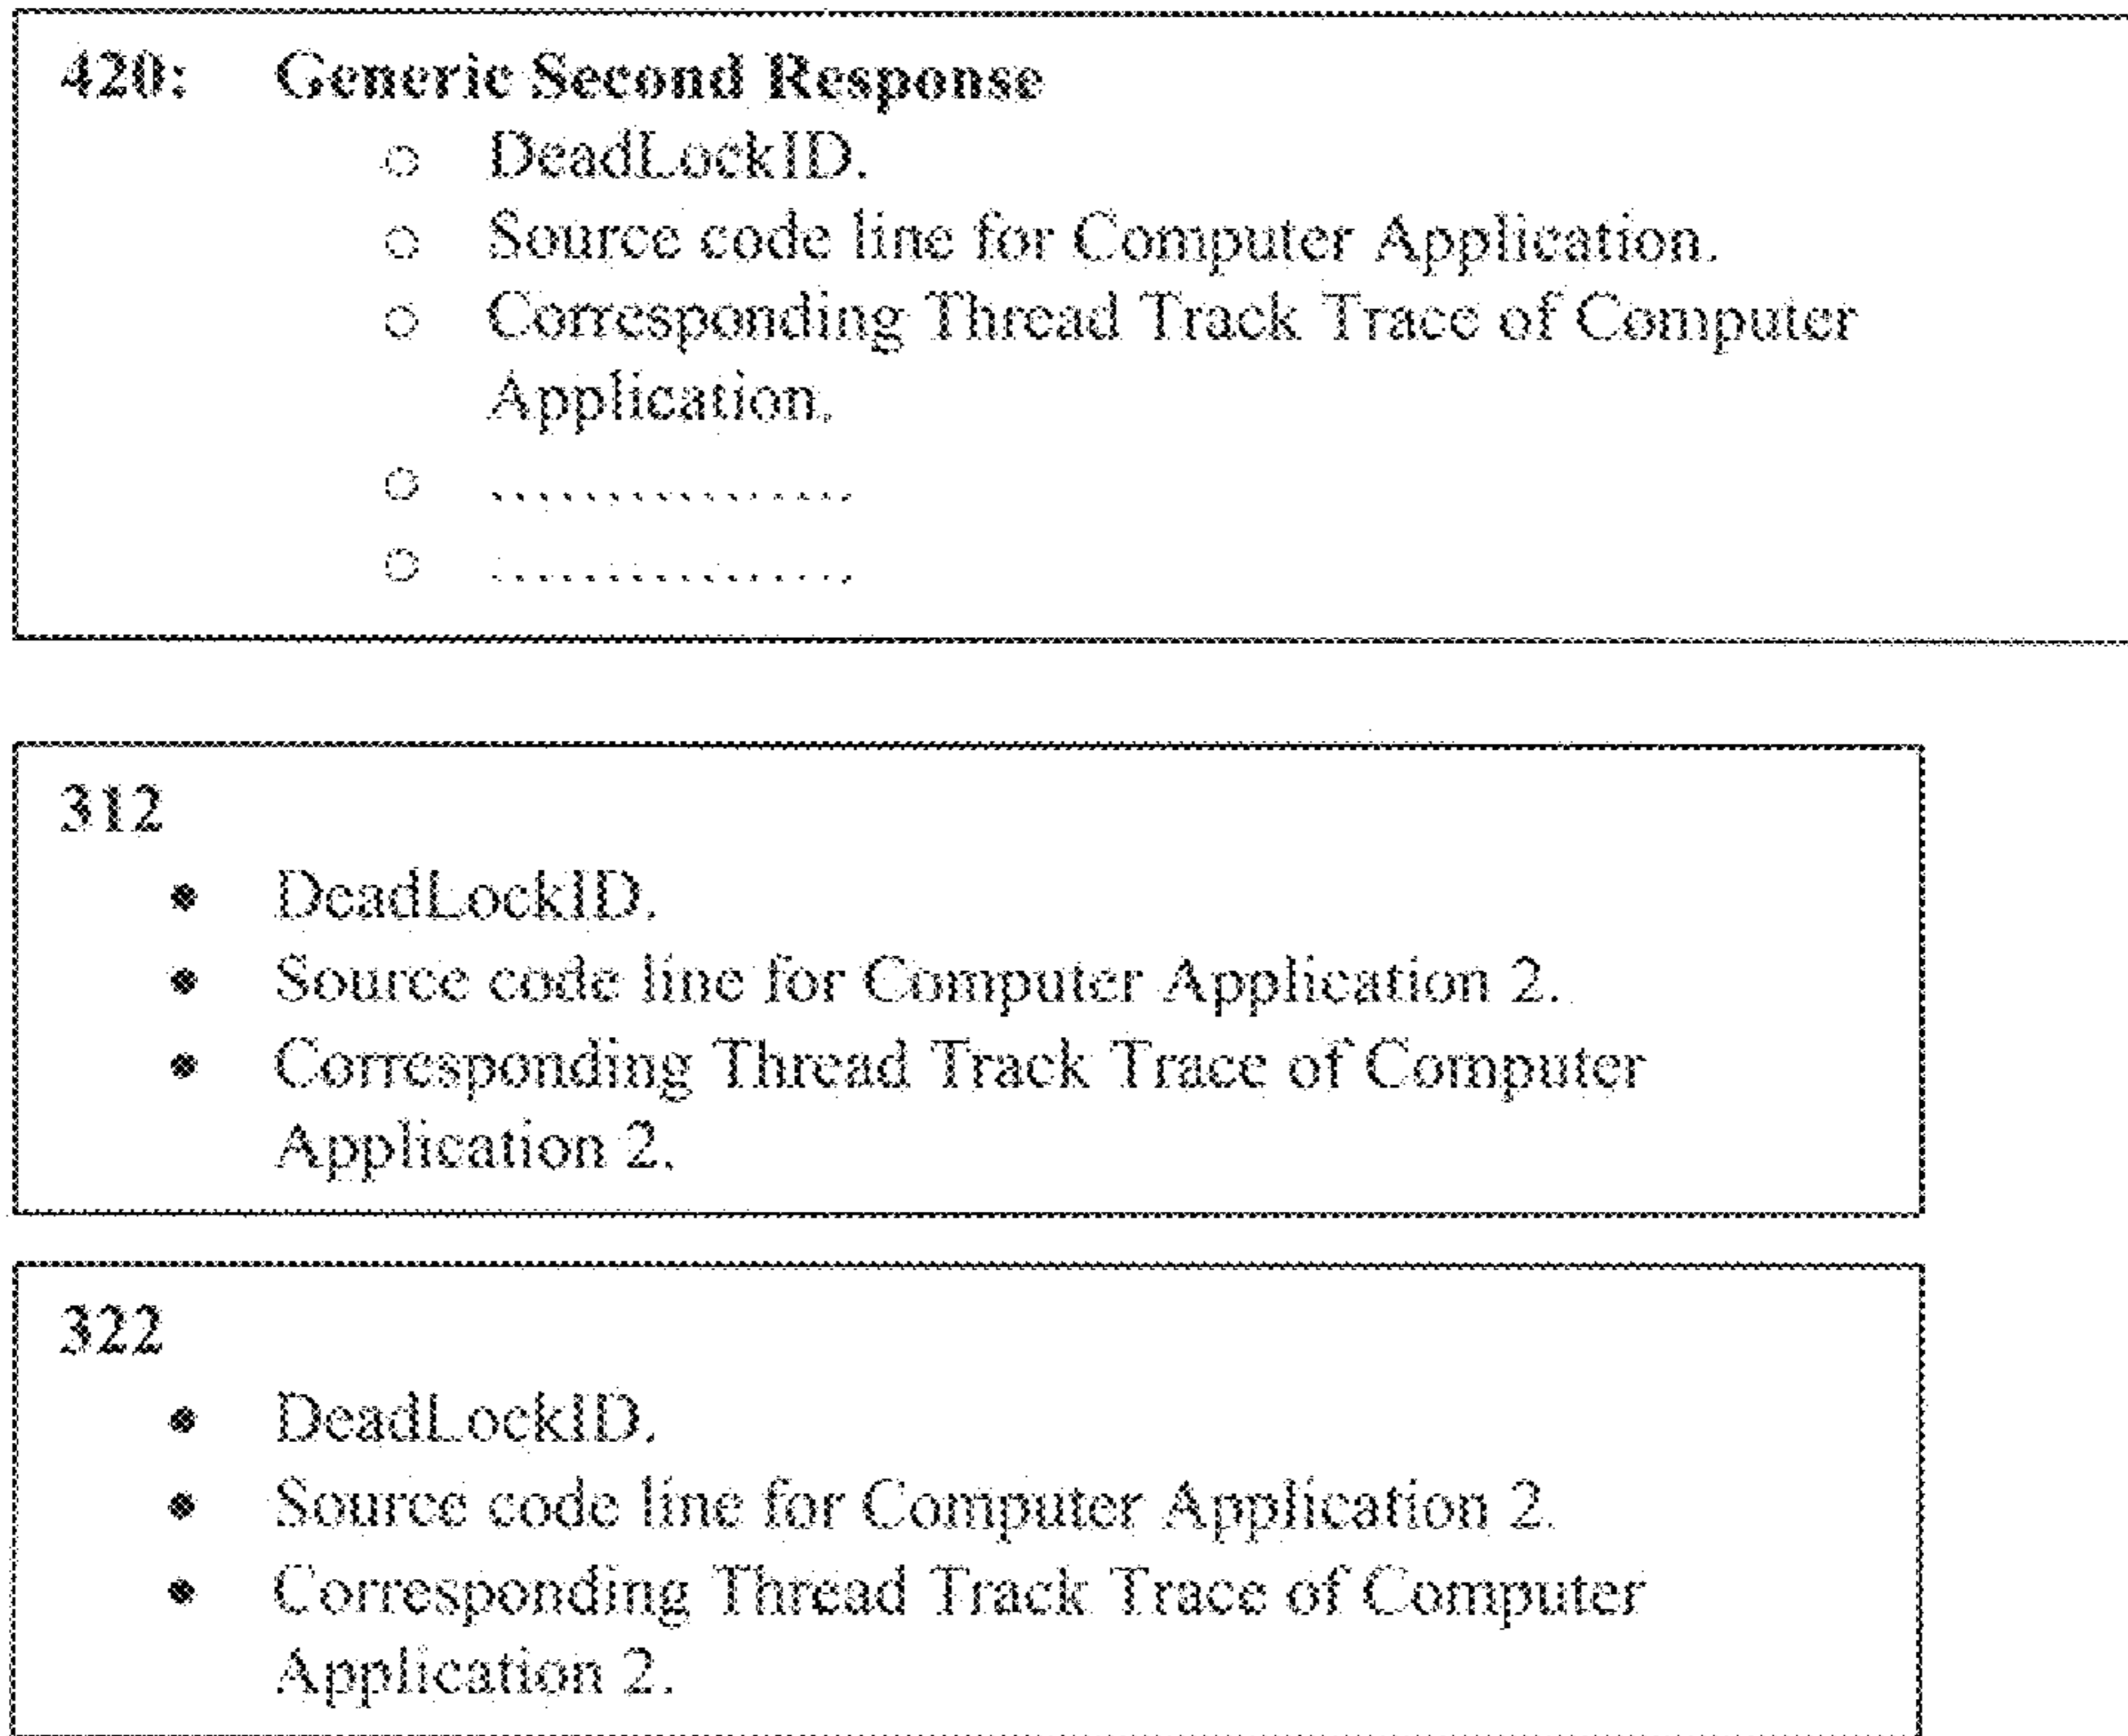 420: Generic Second Response
○ DeadLockID.
○ Source code line for Computer Application.
○ Corresponding Thread Track Trace of Computer
Application.
○ ................
○ ................
312
• DeadLockID.
• Source code line for Computer Application 2.
• Corresponding Thread Track Trace of Computer
Application 2.
322
• DeadLockID.
• Source code line for Computer Application 2.
• Corresponding Thread Track Trace of Computer
Application 2.